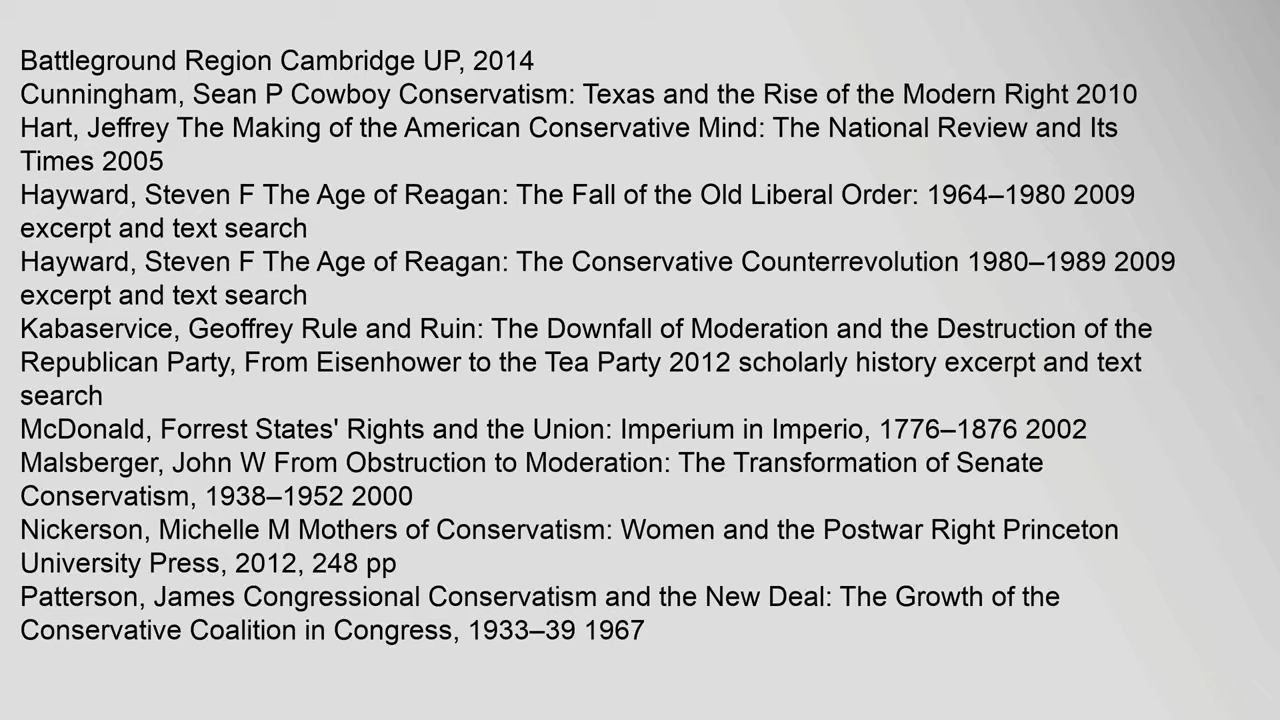 Battleground Region Cambridge UP, 2014
Cunningham, Sean P Cowboy Conservatism: Texas and the Rise of the Modern Right 2010
Hart, Jeffrey The Making of the American Conservative Mind: The National Review and Its
Times 2005
Hayward, Steven F The Age of Reagan: The Fall of the Old Liberal Order: 1964–1980 2009
excerpt and text search
Hayward, Steven F The Age of Reagan: The Conservative Counterrevolution 1980–1989 2009
excerpt and text search
Kabaservice, Geoffrey Rule and Ruin: The Downfall of Moderation and the Destruction of the
Republican Party, From Eisenhower to the Tea Party 2012 scholarly history excerpt and text
search
McDonald, Forrest States' Rights and the Union: Imperium in Imperio, 1776–1876 2002
Malsberger, John W From Obstruction to Moderation: The Transformation of Senate
Conservatism, 1938–1952 2000
Nickerson, Michelle M Mothers of Conservatism: Women and the Postwar Right Princeton
University Press, 2012, 248 pp
Patterson, James Congressional Conservatism and the New Deal: The Growth of the
Conservative Coalition in Congress, 1933–39 1967